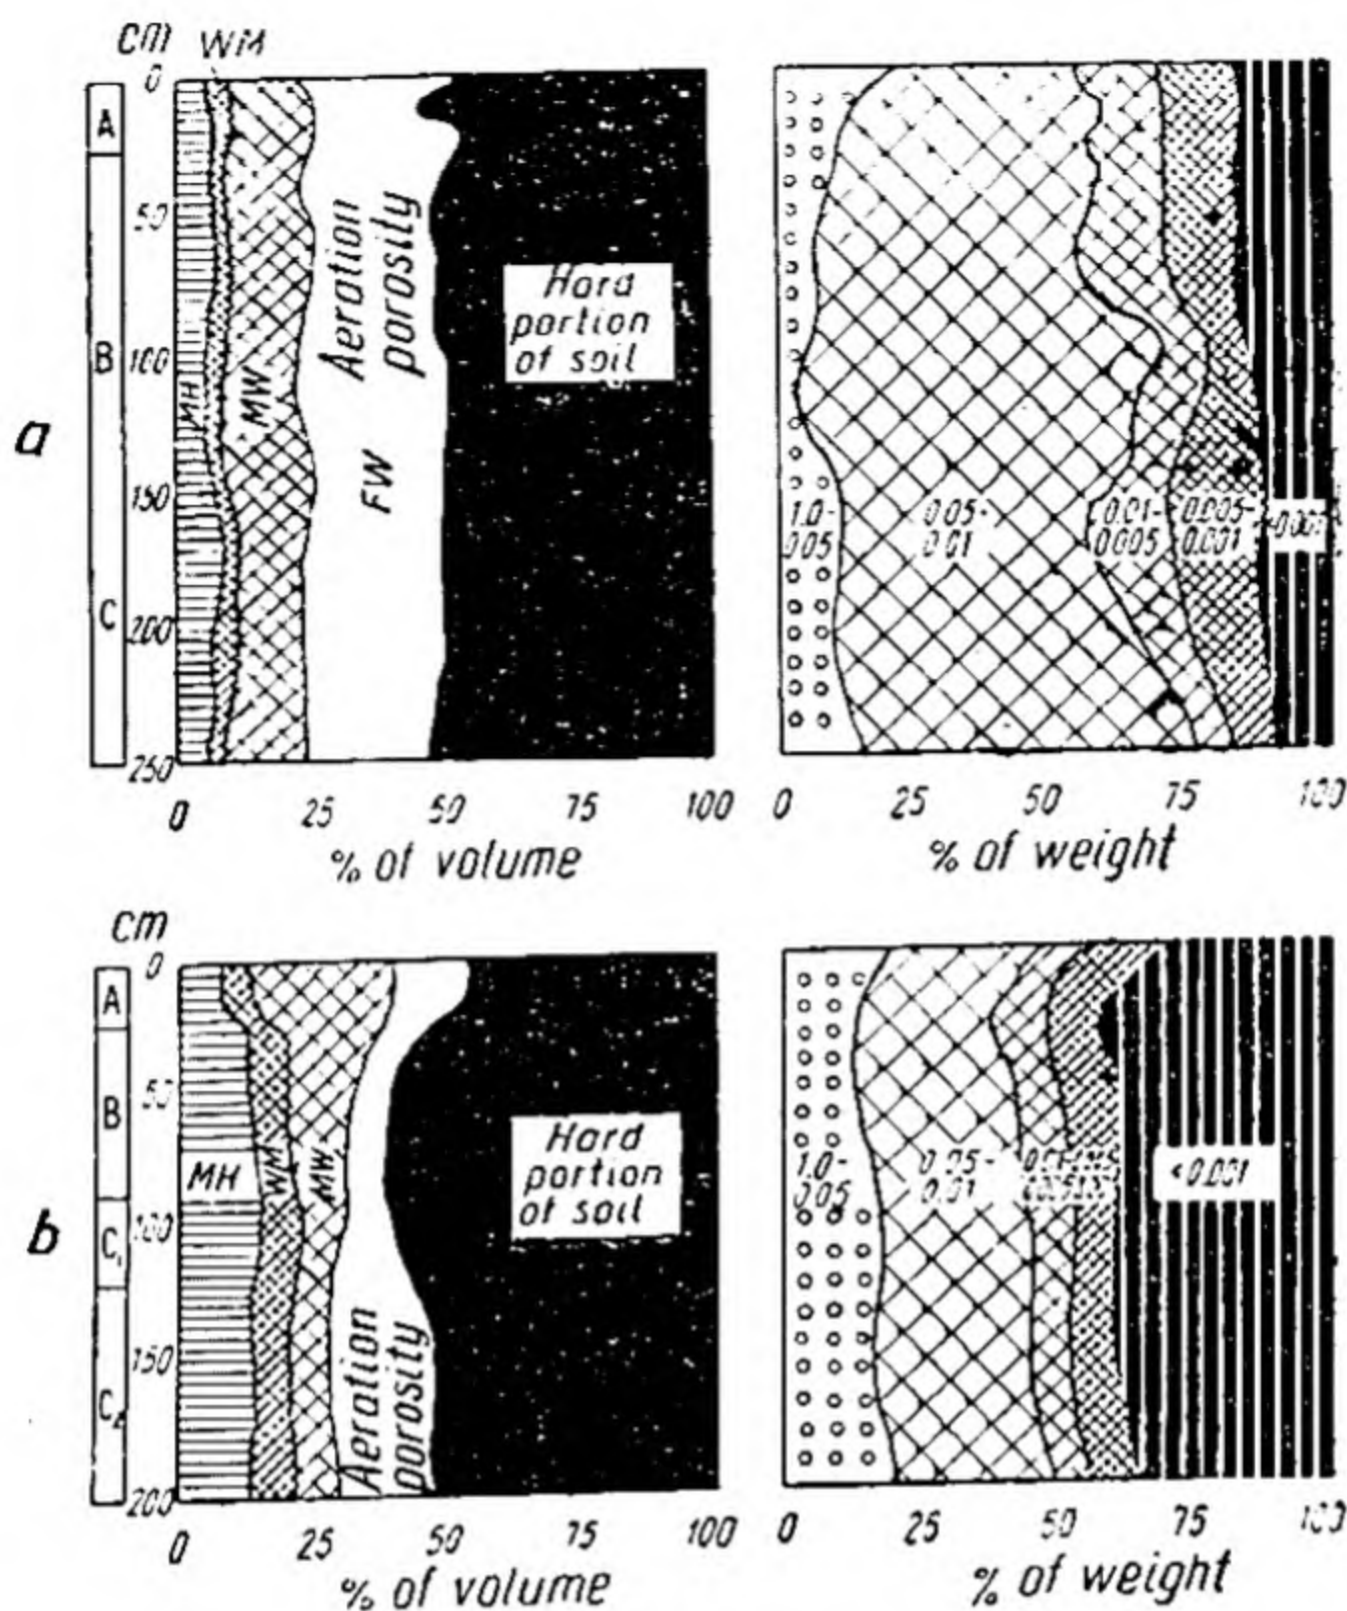 cm WM
0
A
50
Aeration
porosity
Hard
portion
of soil
B
100
MH
MW
a
FW
150
1.0-
0.05
0.05-
0.01
0.01-
0.005
0.005-
0.001
C
200
250
0 25 50 75 100
% of volume
0 25 50 75 100
% of weight
cm
0
A
50
B
Hard
portion
of soil
MH
WM
MW
1.0-
0.05
0.05-
0.01
<0.001
b
C₁
100
Aeration
porosity
150
C₂
200
0 25 50 75 100
% of volume
0 25 50 75 100
% of weight